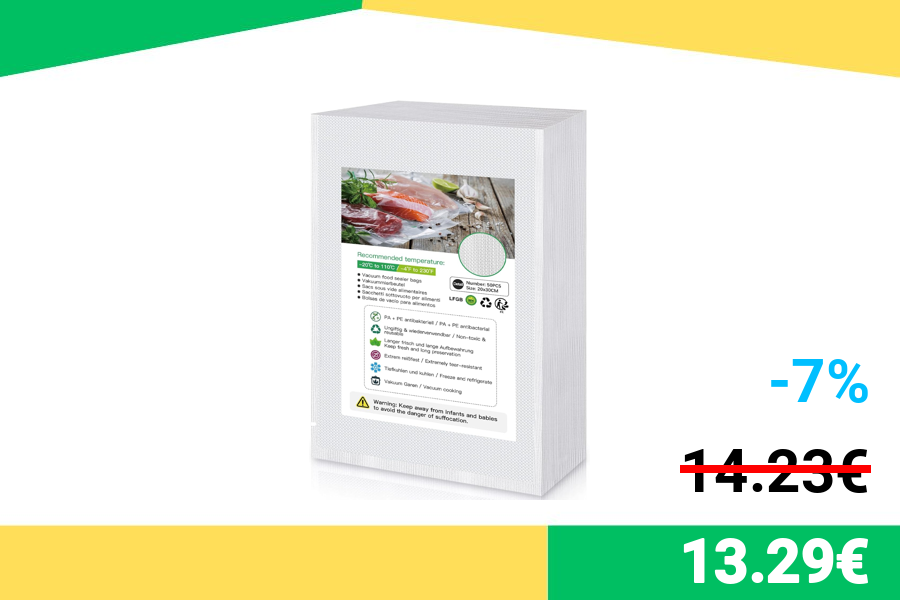 Recommended temperature:
-20℃ to 110℃ / -4℉ to 230℉
Vacuum food sealer bags
Vakuumierbeutel
Sacs sous vide alimentaires
Sacchetti sottovuoto per alimenti
Bolsas de vacío para alimentos
Number: 50PCS
Size: 20x30CM
LFGB
PA + PE antibakteriell / PA + PE antibacterial
Ungiftig & wiederverwendbar / Non-toxic &
reusable
Langer frisch und lange Aufbewahrung
Keep fresh and long preservation
Extrem reißfest / Extremely tear-resistant
Tiefkuhlen und kuhlen / Freeze and refrigerate
Vakuum Garen / Vacuum cooking
Warning: Keep away from infants and babies
to avoid the danger of suffocation.
-7%
14.23€
13.29€